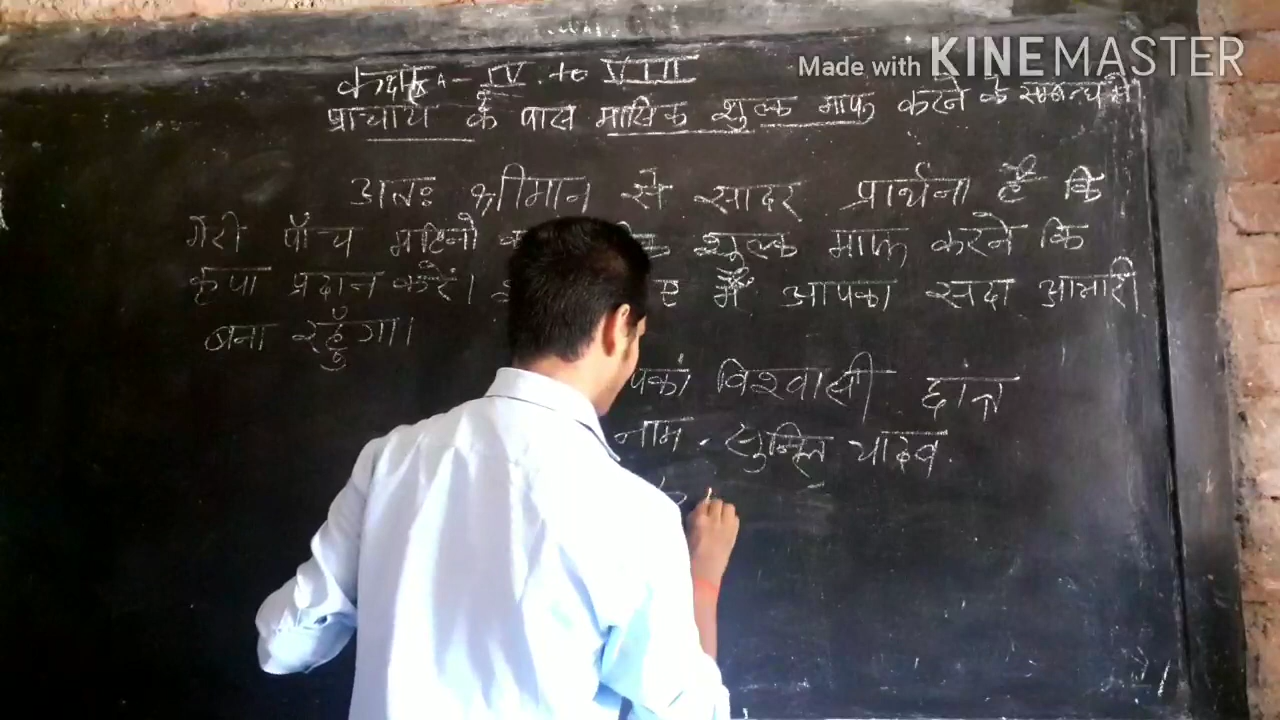 Made with KINEMASTER
कक्षा - IV to VIII
प्राचार्य के पास मासिक शुल्क माफ करने के सम्बन्ध में
अतः श्रीमान से सादर प्रार्थना है कि
मेरी पाँच महिनो शुल्क माफ करने कि
कृपा प्रदान करें। मैं आपका सदा आभारी
बना रहूँगा।
विश्वासी छात्र
नाम - सुनिल यादव